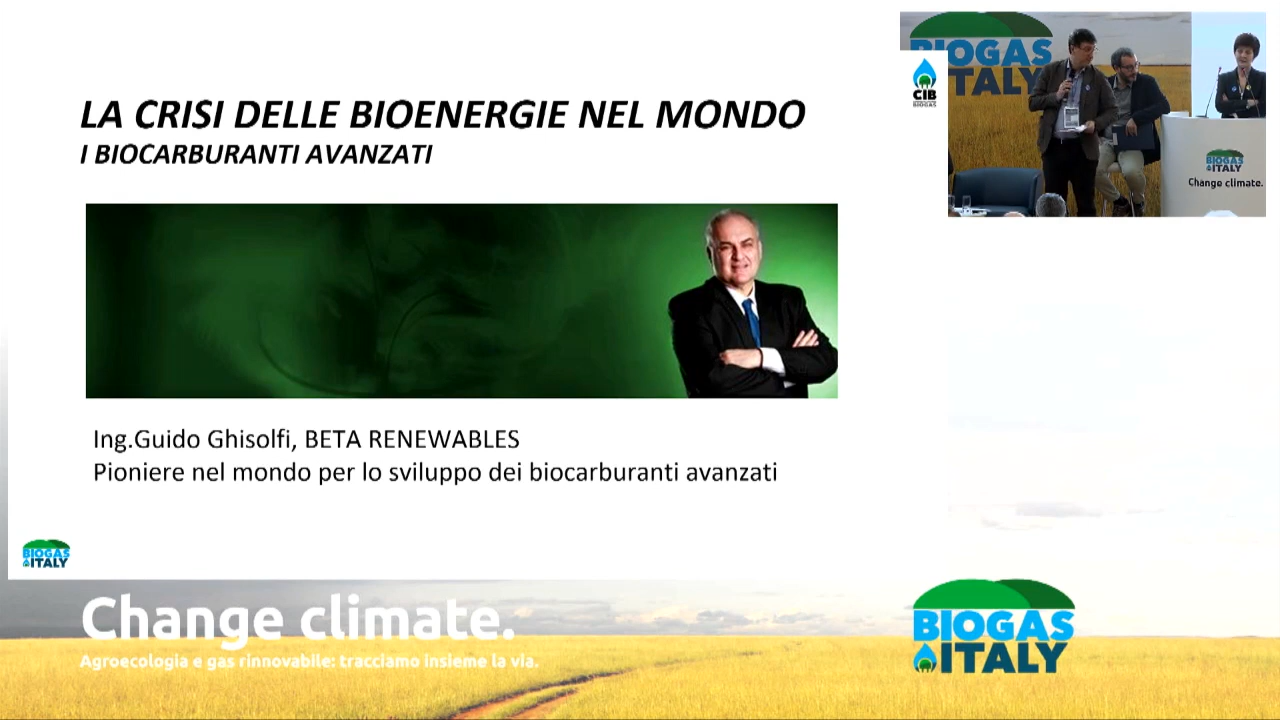 LA CRISI DELLE BIOENERGIE NEL MONDO
I BIOCARBURANTI AVANZATI
Ing.Guido Ghisolfi, BETA RENEWABLES
Pioniere nel mondo per lo sviluppo dei biocarburanti avanzati
BIOGAS
ITALY
Change climate.
Agroecologia e gas rinnovabile: tracciamo insieme la via.
BIOGAS
ITALY
BIOGAS
ITALY
CIB
BIOGAS
ITALY
Change climate.